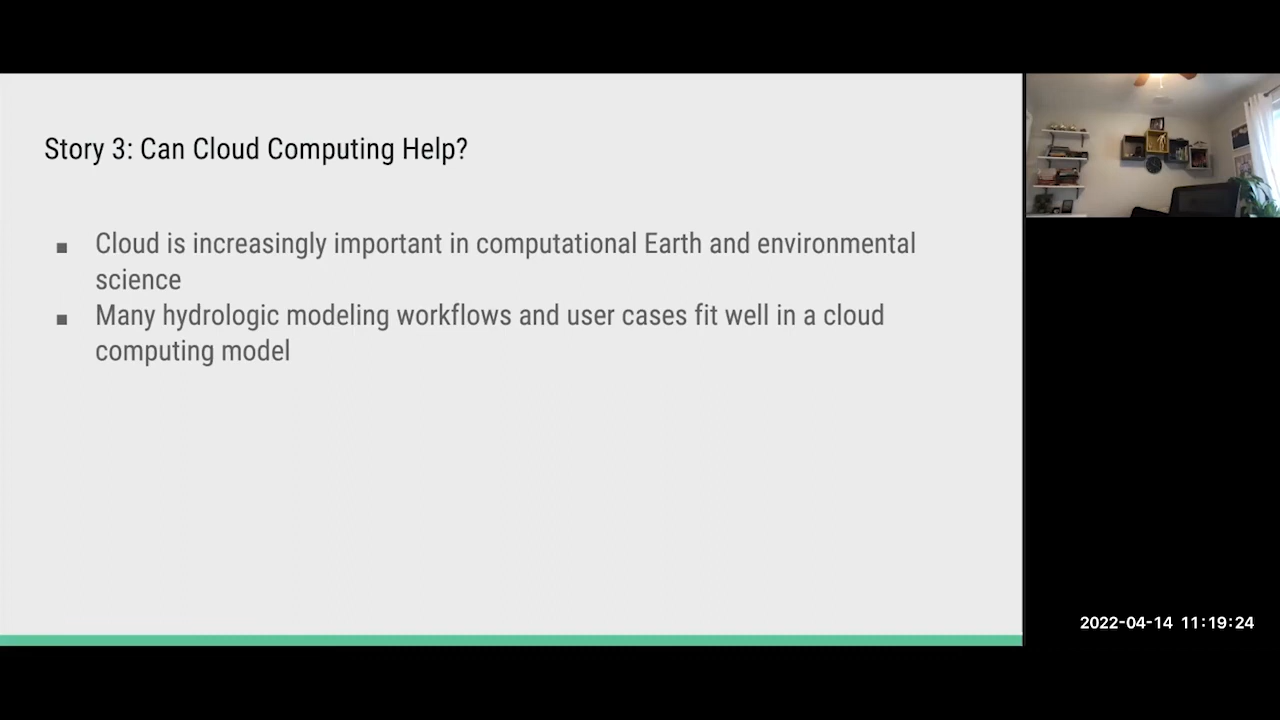 Story 3: Can Cloud Computing Help?
▪ Cloud is increasingly important in computational Earth and environmental
science
▪ Many hydrologic modeling workflows and user cases fit well in a cloud
computing model
2022-04-14 11:19:24